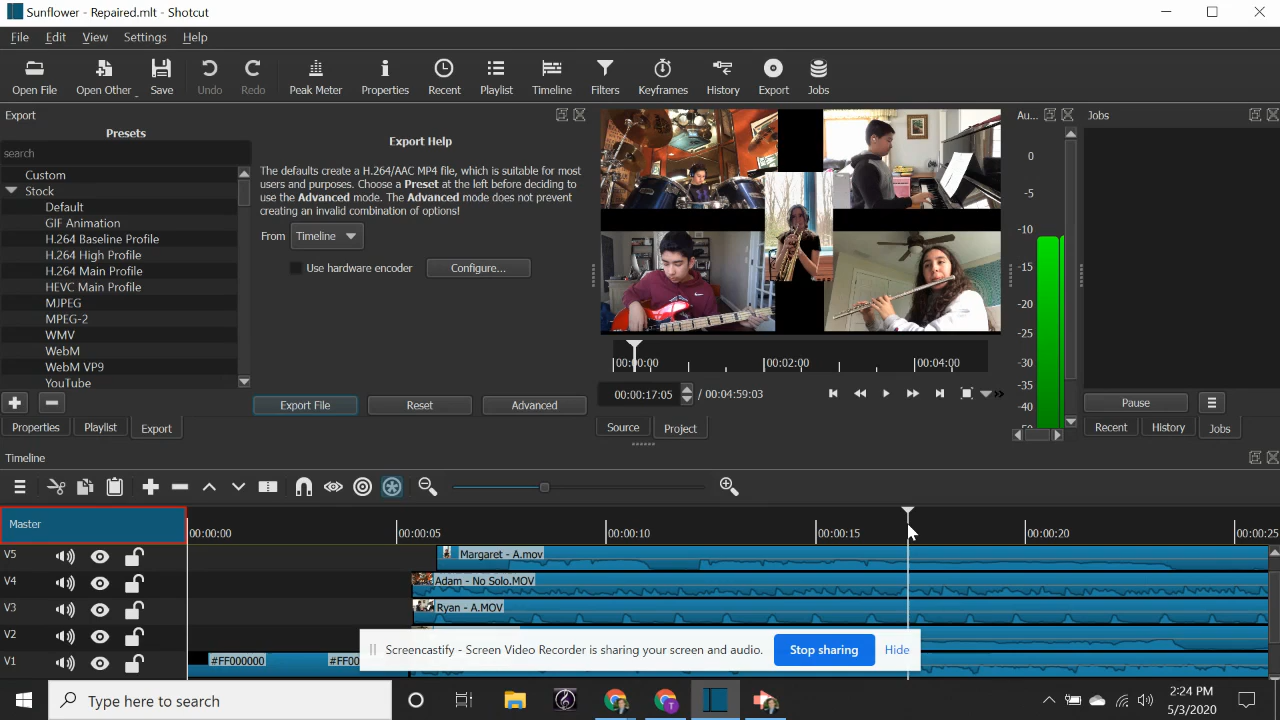 Sunflower - Repaired.mlt - Shotcut
File Edit View Settings Help
Open File Open Other Save Undo Redo Peak Meter Properties Recent Playlist Timeline Filters Keyframes History Export Jobs
Export
Presets
search
Custom
Stock
Default
GIF Animation
H.264 Baseline Profile
H.264 High Profile
H.264 Main Profile
HEVC Main Profile
MJPEG
MPEG-2
WMV
WebM
WebM VP9
YouTube
Export Help
The defaults create a H.264/AAC MP4 file, which is suitable for most
users and purposes. Choose a Preset at the left before deciding to
use the Advanced mode. The Advanced mode does not prevent
creating an invalid combination of options!
From Timeline
Use hardware encoder Configure...
Export File Reset Advanced
Properties Playlist Export
00:00:00 00:02:00 00:04:00
00:00:17:05 / 00:04:59:03
Source Project
Au...
0
-5
-10
-15
-20
-25
-30
-35
-40
Jobs
Pause
Recent History Jobs
Timeline
Master
00:00:00 00:00:05 00:00:10 00:00:15 00:00:20 00:00:25
V5 Margaret - A.mov
V4 Adam - No Solo.MOV
V3 Ryan - A.MOV
V2
V1 #FF000000 #FF00
Screencastify - Screen Video Recorder is sharing your screen and audio. Stop sharing Hide
Type here to search
2:24 PM
5/3/2020